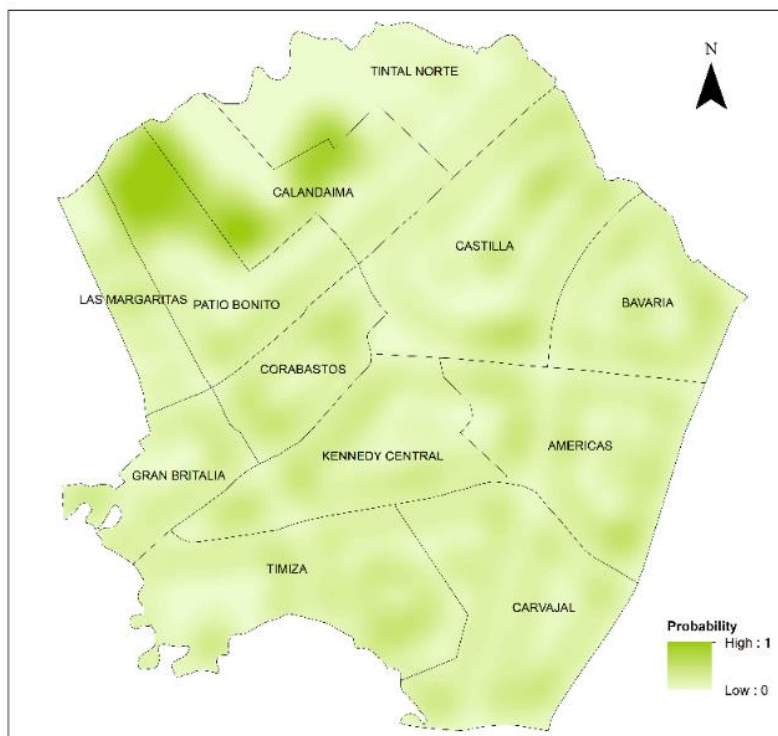 N
TINTAL NORTE
CALANDAIMA
CASTILLA
LAS MARGARITAS
PATIO BONITO
BAVARIA
CORABASTOS
AMERICAS
KENNEDY CENTRAL
GRAN BRITALIA
TIMIZA
CARVAJAL
Probability
High : 1
Low : 0